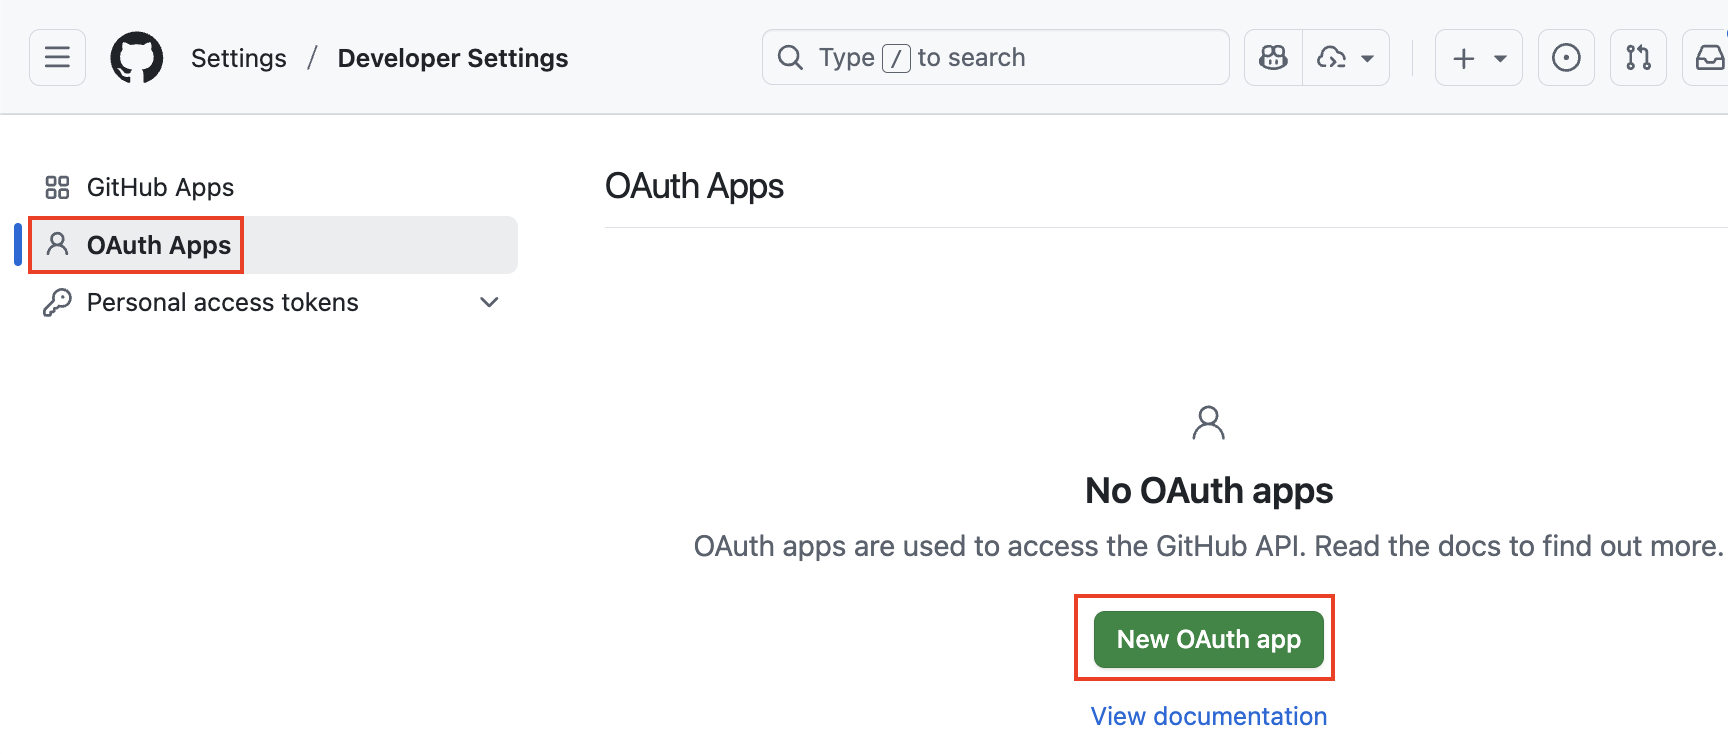 Settings / Developer Settings
Type / to search
GitHub Apps
OAuth Apps
Personal access tokens
OAuth Apps
No OAuth apps
OAuth apps are used to access the GitHub API. Read the docs to find out more.
New OAuth app
View documentation